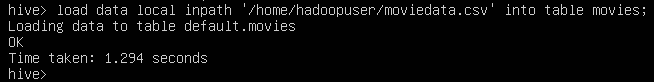 hive> load data local inpath '/home/hadoopuser/moviedata.csv' into table movies;
Loading data to table default.movies
OK
Time taken: 1.294 seconds
hive>